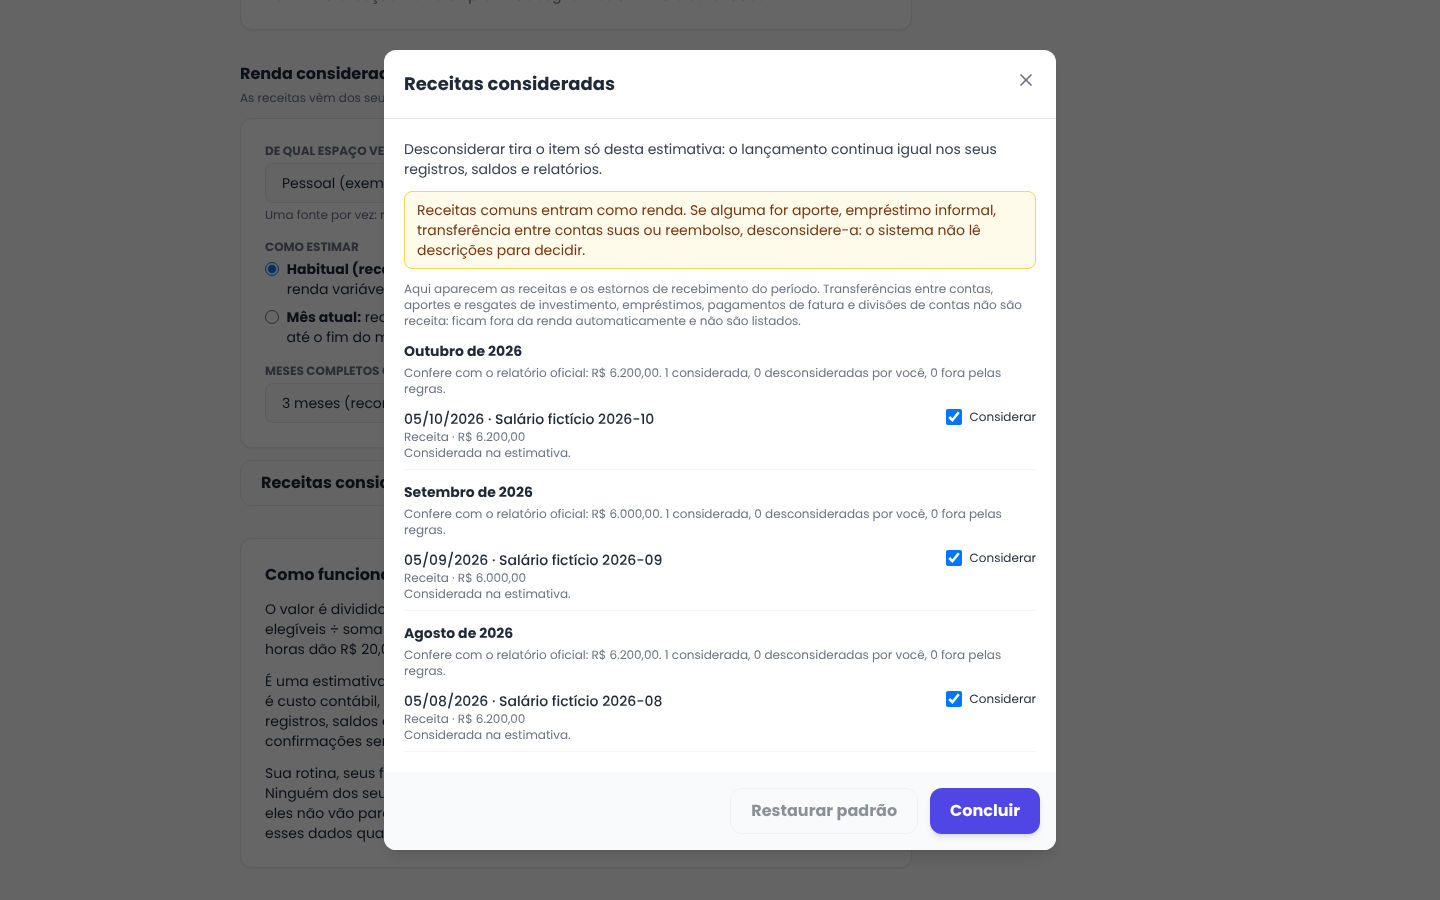 Renda considerad
As receitas vêm dos seu
DE QUAL ESPAÇO VE
Pessoal (exem
Uma fonte por vez: r
COMO ESTIMAR
Habitual (rece
renda variáve
Mês atual: rec
até o fim do m
MESES COMPLETOS
3 meses (recor
Receitas consid
Como funciona
O valor é dividido
elegíveis ÷ soma
horas dão R$ 20,0
É uma estimativa
é custo contábil,
registros, saldos
confirmações ser
Sua rotina, seus f
Ninguém dos seu
eles não vão para
esses dados qua
Receitas consideradas
Desconsiderar tira o item só desta estimativa: o lançamento continua igual nos seus
registros, saldos e relatórios.
Receitas comuns entram como renda. Se alguma for aporte, empréstimo informal,
transferência entre contas suas ou reembolso, desconsidere-a: o sistema não lê
descrições para decidir.
Aqui aparecem as receitas e os estornos de recebimento do período. Transferências entre contas,
aportes e resgates de investimento, empréstimos, pagamentos de fatura e divisões de contas não são
receita: ficam fora da renda automaticamente e não são listados.
Outubro de 2026
Confere com o relatório oficial: R$ 6.200,00. 1 considerada, 0 desconsideradas por você, 0 fora pelas
regras.
05/10/2026 · Salário fictício 2026-10
Considerar
Receita · R$ 6.200,00
Considerada na estimativa.
Setembro de 2026
Confere com o relatório oficial: R$ 6.000,00. 1 considerada, 0 desconsideradas por você, 0 fora pelas
regras.
05/09/2026 · Salário fictício 2026-09
Considerar
Receita · R$ 6.000,00
Considerada na estimativa.
Agosto de 2026
Confere com o relatório oficial: R$ 6.200,00. 1 considerada, 0 desconsideradas por você, 0 fora pelas
regras.
05/08/2026 · Salário fictício 2026-08
Considerar
Receita · R$ 6.200,00
Considerada na estimativa.
Restaurar padrão
Concluir